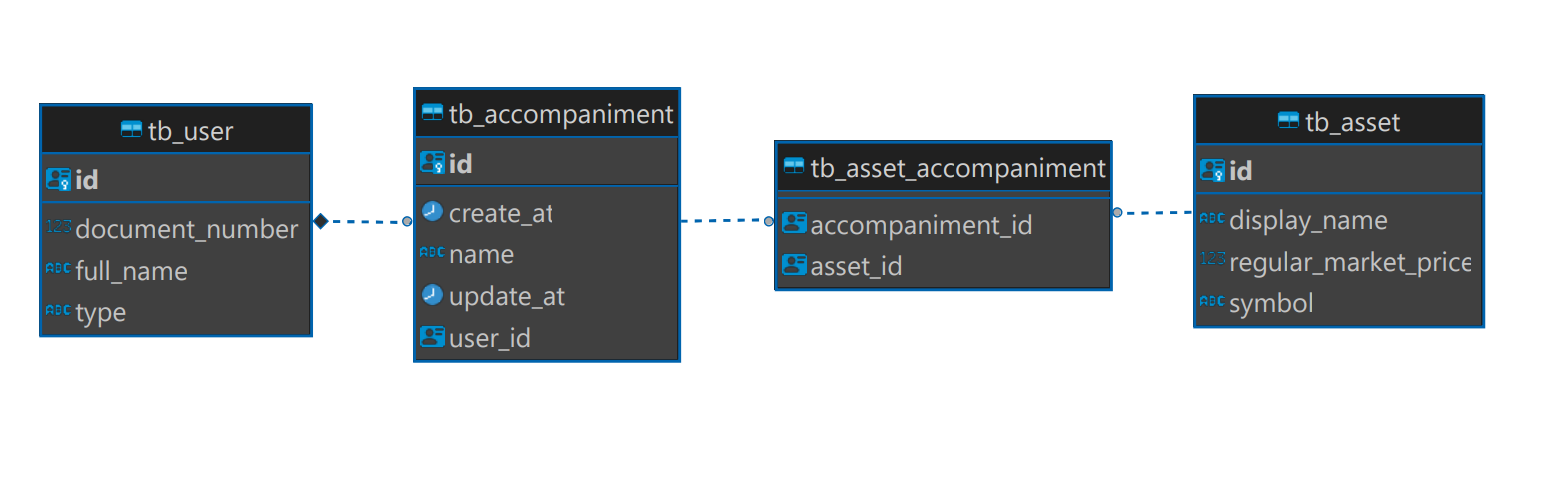 tb_user
id
123 document_number
ABC full_name
ABC type
tb_accompaniment
id
create_at
ABC name
update_at
user_id
tb_asset_accompaniment
accompaniment_id
asset_id
tb_asset
id
ABC display_name
123 regular_market_price
ABC symbol